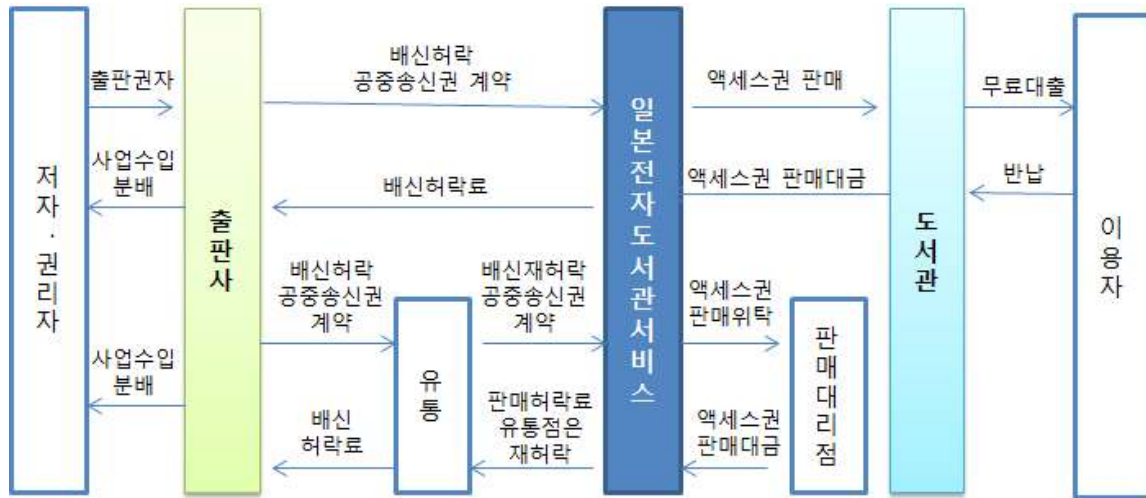 저자·권리자
출판권자
사업수입
분배
사업수입
분배
출판사
배신허락
공중송신권 계약
배신허락료
배신허락
공중송신권
계약
배신
허락료
유통
배신재허락
공중송신권
계약
판매허락료
유통점은
재허락
일본전자도서관서비스
액세스권 판매
액세스권 판매대금
액세스권
판매위탁
액세스권
판매대금
판매대리점
도서관
무료대출
반납
이용자